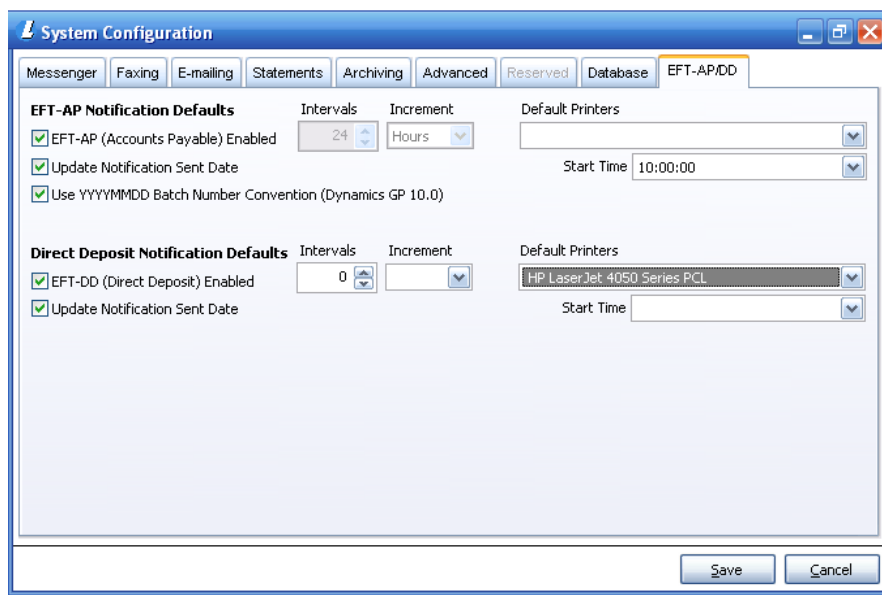 System Configuration
Messenger Faxing E-mailing Statements Archiving Advanced Reserved Database EFT-AP/DD
EFT-AP Notification Defaults Intervals Increment Default Printers
EFT-AP (Accounts Payable) Enabled 24 Hours
Update Notification Sent Date Start Time 10:00:00
Use YYYYMMDD Batch Number Convention (Dynamics GP 10.0)
Direct Deposit Notification Defaults Intervals Increment Default Printers
EFT-DD (Direct Deposit) Enabled 0 HP LaserJet 4050 Series PCL
Update Notification Sent Date Start Time
Save Cancel